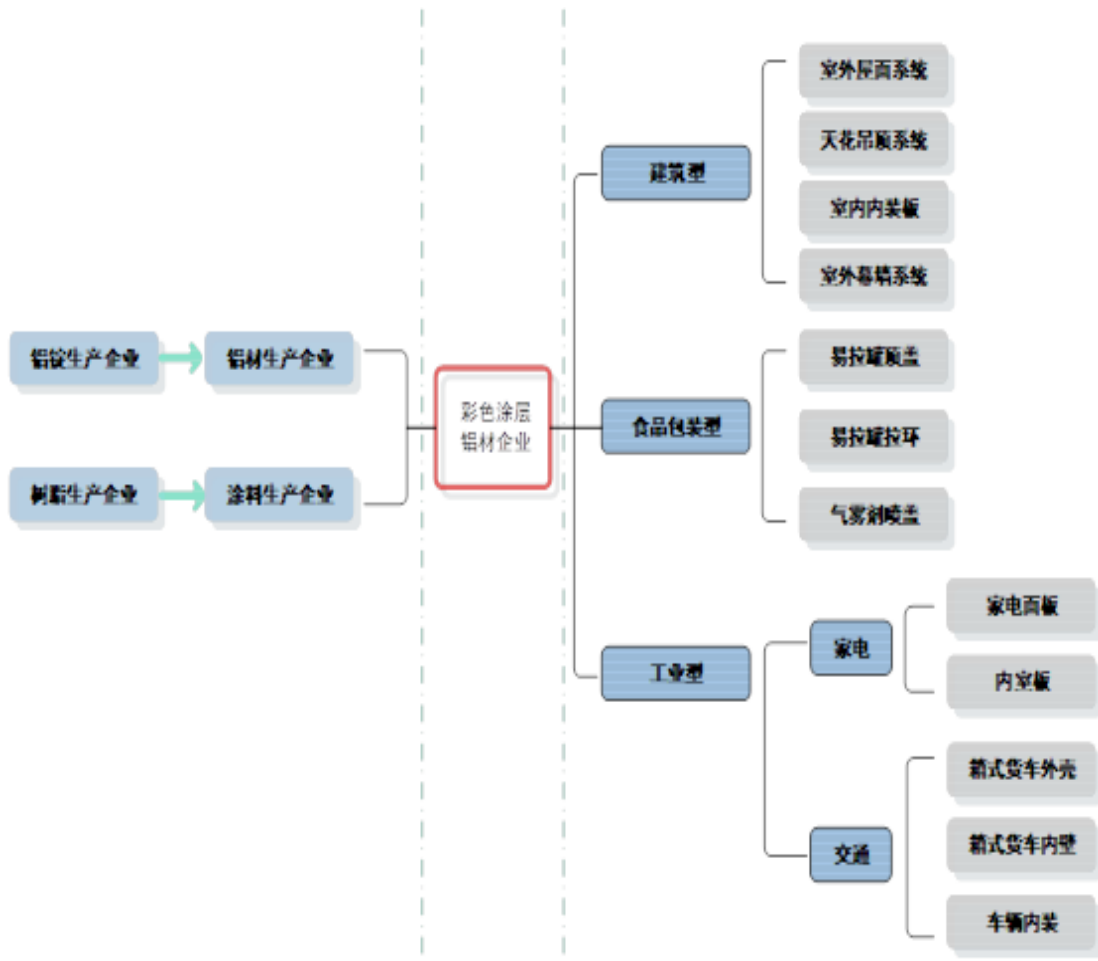 铝锭生产企业
铝材生产企业
树脂生产企业
涂料生产企业
彩色涂层
铝材企业
建筑型
室外屋面系统
天花吊顶系统
室内内装板
室外幕墙系统
食品包装型
易拉罐顶盖
易拉罐拉环
气雾剂喷盖
工业型
家电
家电面板
内室板
交通
箱式货车外壳
箱式货车内壁
车辆内装